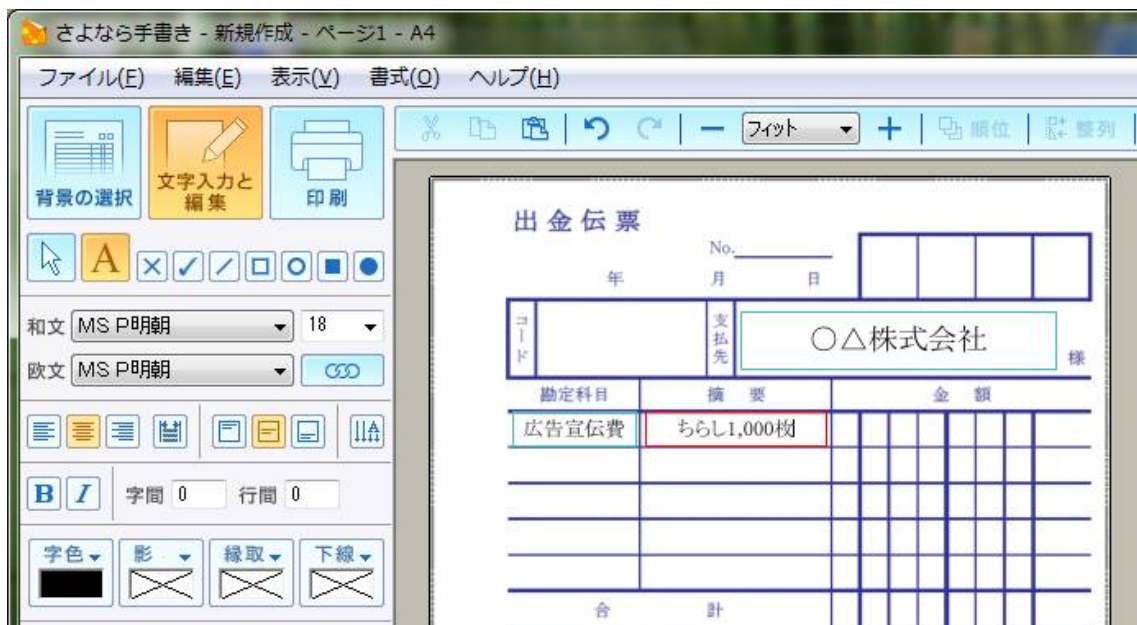 さよなら手書き - 新規作成 - ページ1 - A4
ファイル(F) 編集(E) 表示(V) 書式(O) ヘルプ(H)
背景の選択
文字入力と
編集
印刷
フィット
順位
整列
A
和文 MS P明朝 18
欧文 MS P明朝
B I 字間 0 行間 0
字色 影 縁取 下線
出金伝票
No.
年 月 日
コード
支払先
〇△株式会社
様
勘定科目 摘要 金額
広告宣伝費 ちらし1,000枚
合計